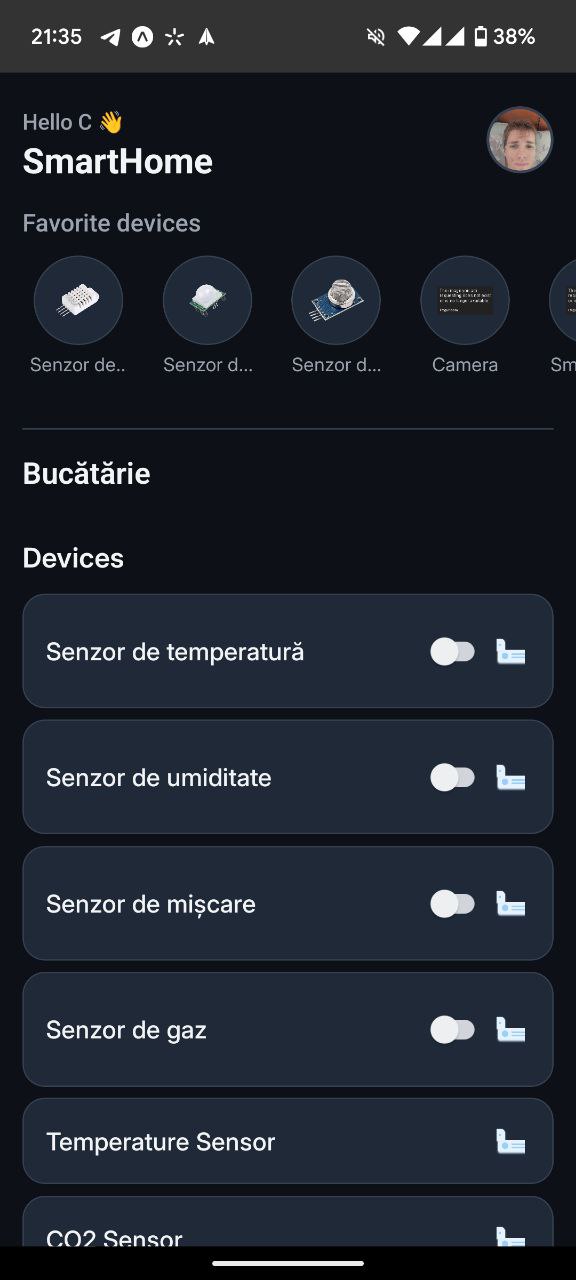 21:35
38%
Hello C 👋
SmartHome
Favorite devices
Senzor de..
Senzor d...
Senzor d...
Camera
Sm
Bucătărie
Devices
Senzor de temperatură
Senzor de umiditate
Senzor de mișcare
Senzor de gaz
Temperature Sensor
CO2 Sensor